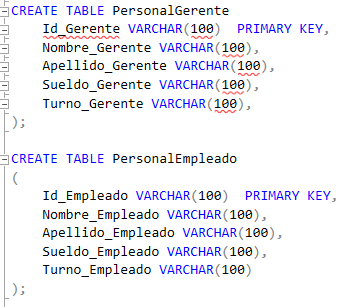 CREATE TABLE PersonalGerente
Id_Gerente VARCHAR(100)  PRIMARY KEY,
Nombre_Gerente VARCHAR(100),
Apellido_Gerente VARCHAR(100),
Sueldo_Gerente VARCHAR(100),
Turno_Gerente VARCHAR(100),
);
CREATE TABLE PersonalEmpleado
(
Id_Empleado VARCHAR(100)  PRIMARY KEY,
Nombre_Empleado VARCHAR(100),
Apellido_Empleado VARCHAR(100),
Sueldo_Empleado VARCHAR(100),
Turno_Empleado VARCHAR(100)
);